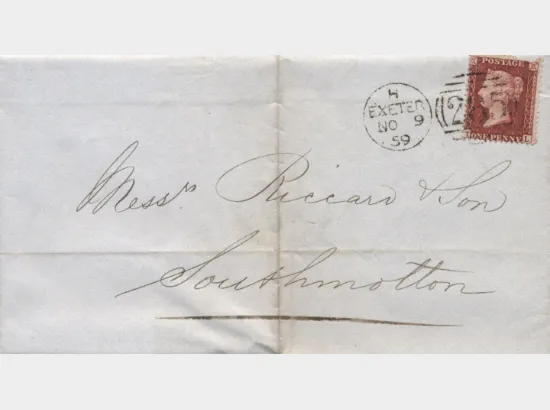 POSTAGE
H
EXETER
NO 9
59
ONE PENNY
L
Messrs Riccard & Son
Southmolton